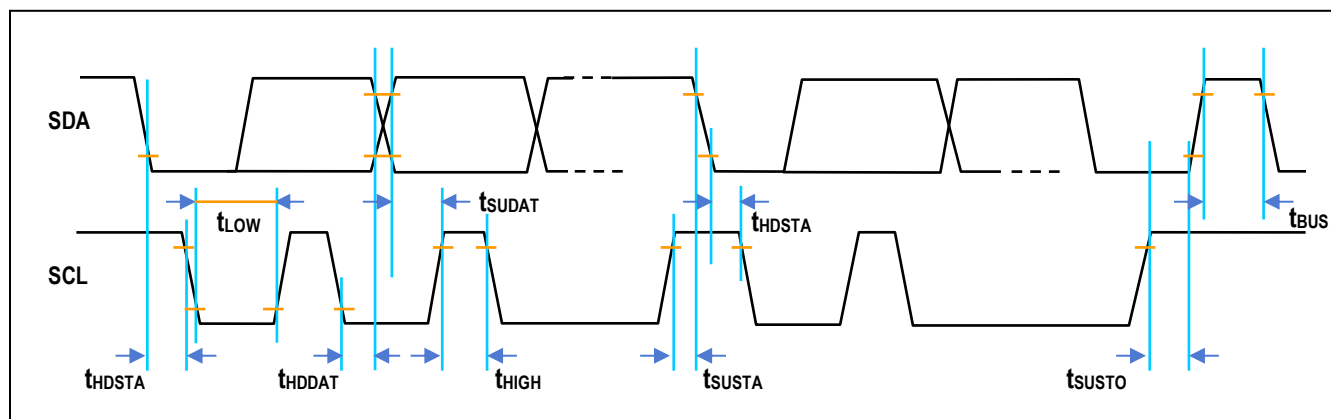 SDA
tSUDAT
tLOW
tHDSTA
tBUS
SCL
tHDSTA
tHDDAT
tHIGH
tSUSTA
tSUSTO